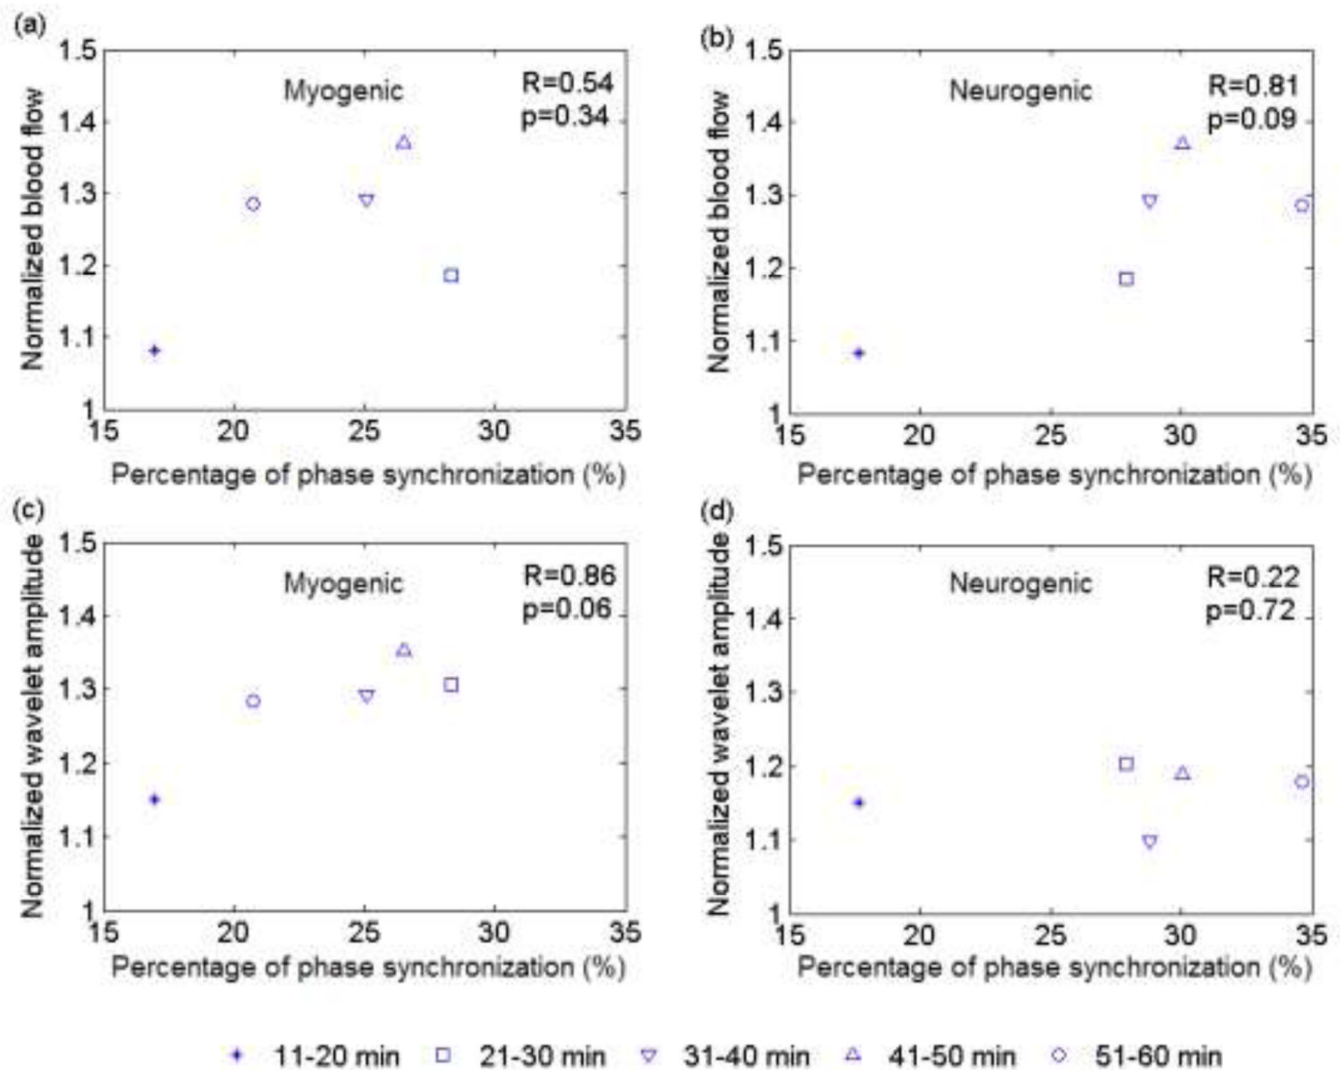 (a)
1.5
1.4
1.3
1.2
1.1
1
Normalized blood flow
Myogenic
R=0.54
p=0.34
15 20 25 30 35
Percentage of phase synchronization (%)
(b)
1.5
1.4
1.3
1.2
1.1
1
Normalized blood flow
Neurogenic
R=0.81
p=0.09
15 20 25 30 35
Percentage of phase synchronization (%)
(c)
1.5
1.4
1.3
1.2
1.1
1
Normalized wavelet amplitude
Myogenic
R=0.86
p=0.06
15 20 25 30 35
Percentage of phase synchronization (%)
(d)
1.5
1.4
1.3
1.2
1.1
1
Normalized wavelet amplitude
Neurogenic
R=0.22
p=0.72
15 20 25 30 35
Percentage of phase synchronization (%)
11-20 min 21-30 min 31-40 min 41-50 min 51-60 min